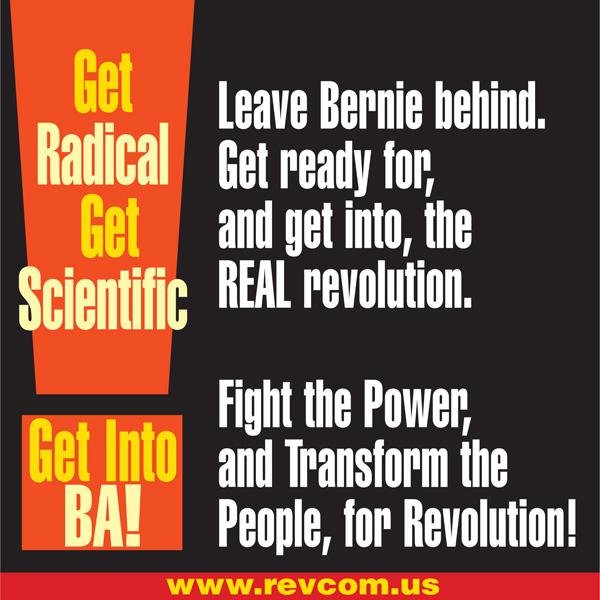 Get
Radical
Get
Scientific
Get Into
BA!
Leave Bernie behind.
Get ready for,
and get into, the
REAL revolution.
Fight the Power,
and Transform the
People, for Revolution!
www.revcom.us